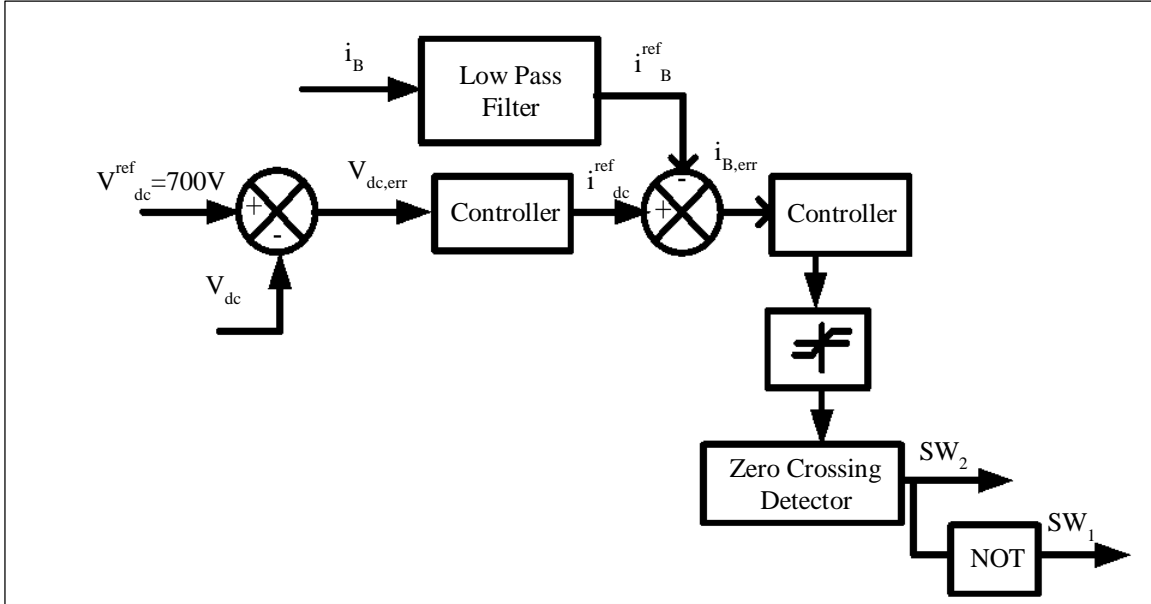 i_B
Low Pass
Filter
i^ref_B
V^ref_dc=700V
+
-
V_dc,err
Controller
i^ref_dc
+
-
i_B,err
Controller
V_dc
Zero Crossing
Detector
SW_2
NOT
SW_1